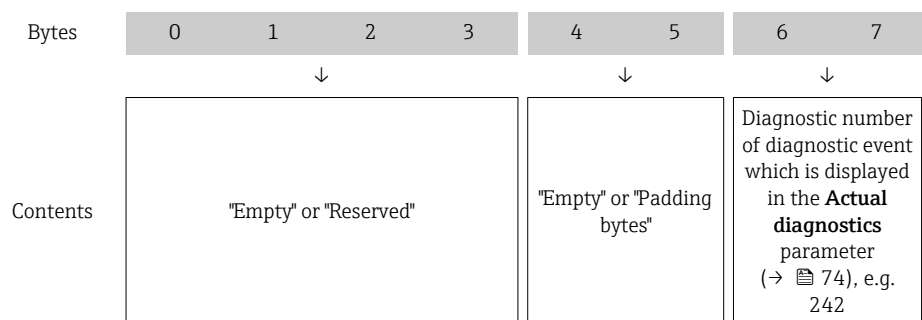 Bytes 0 1 2 3 4 5 6 7
↓ ↓ ↓
Contents
"Empty" or "Reserved"
"Empty" or "Padding
bytes"
Diagnostic number
of diagnostic event
which is displayed
in the Actual
diagnostics
parameter
(→ 74), e.g.
242